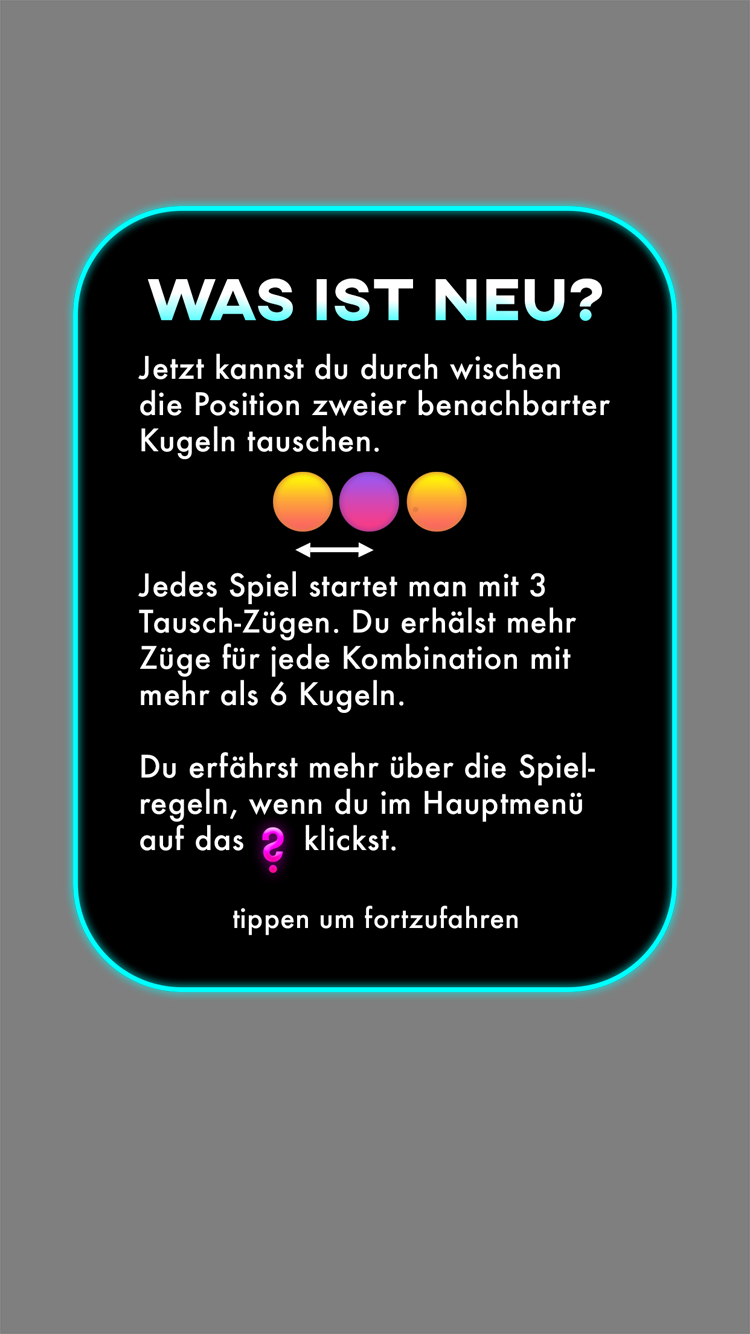 WAS IST NEU?
Jetzt kannst du durch wischen
die Position zweier benachbarter
Kugeln tauschen.
Jedes Spiel startet man mit 3
Tausch-Zügen. Du erhälst mehr
Züge für jede Kombination mit
mehr als 6 Kugeln.
Du erfährst mehr über die Spiel-
regeln, wenn du im Hauptmenü
auf das ? klickst.
tippen um fortzufahren